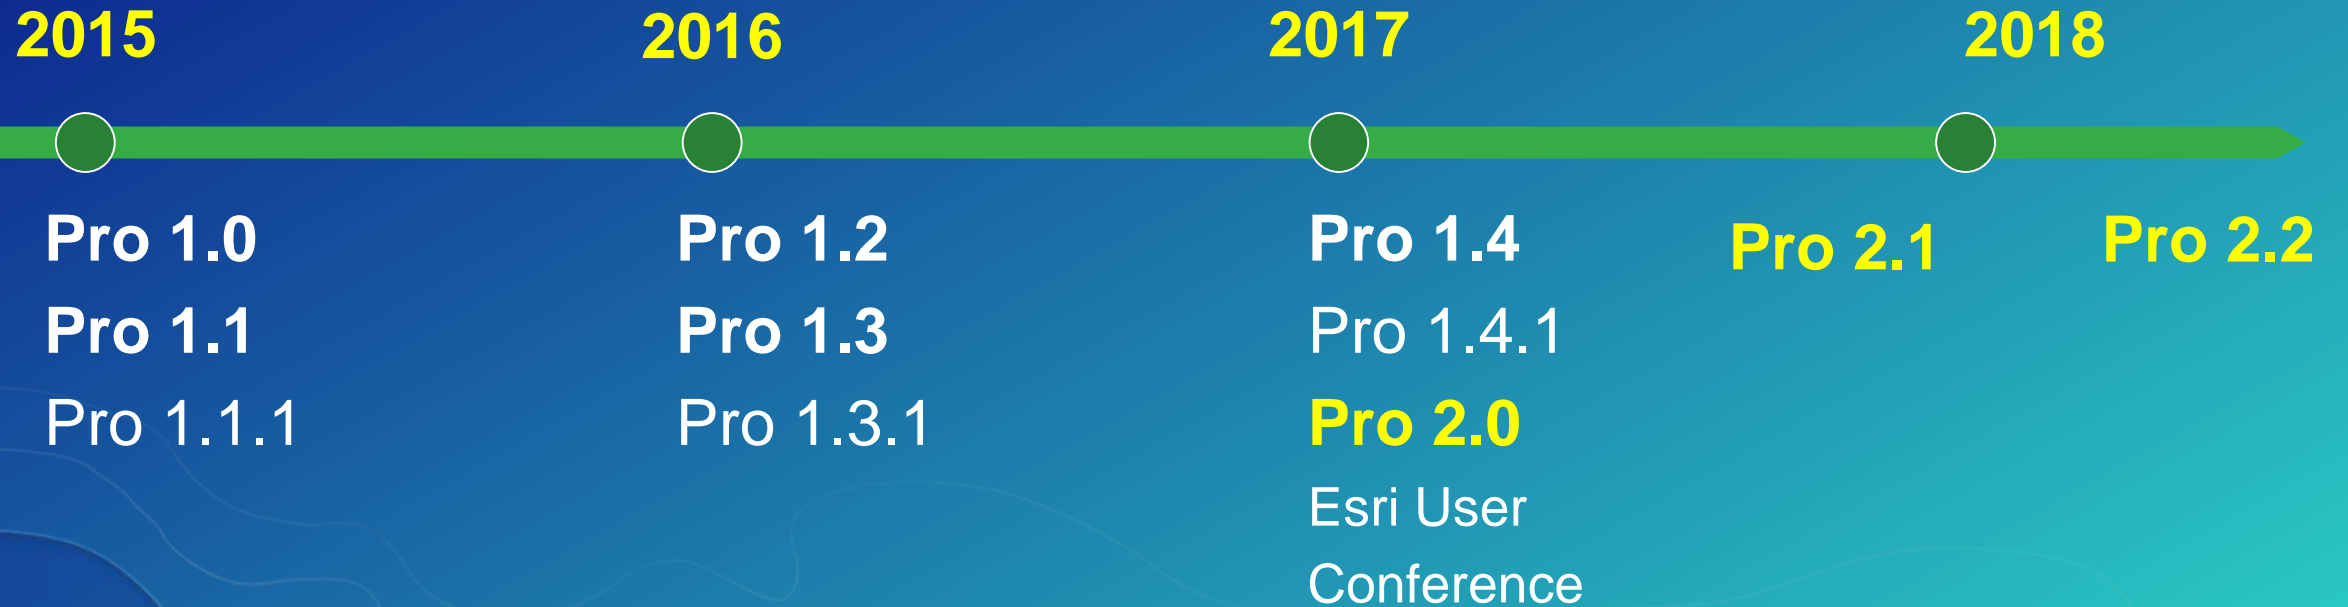 2015
2016
2017
2018
Pro 1.0
Pro 1.1
Pro 1.1.1
Pro 1.2
Pro 1.3
Pro 1.3.1
Pro 1.4
Pro 1.4.1
Pro 2.0
Esri User
Conference
Pro 2.1
Pro 2.2